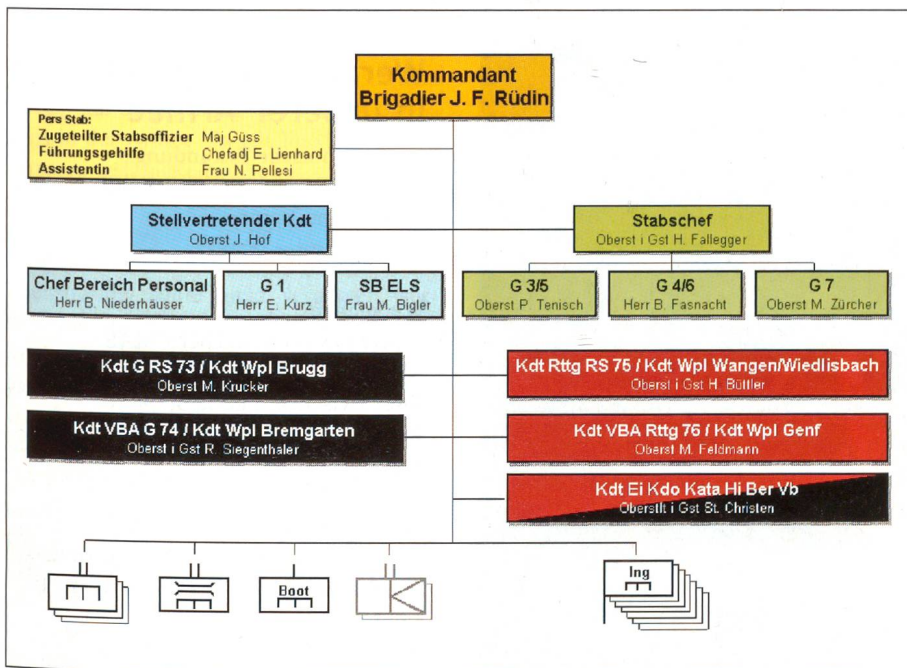 Kommandant
Brigadier J. F. Rüdin
Pers Stab:
Zugeteilter Stabsoffizier Maj Güss
Führungsgehilfe Chefadj E. Lienhard
Assistentin Frau N. Pellesi
Stellvertretender Kdt
Oberst J. Hof
Stabschef
Oberst i Gst H. Fallegger
Chef Bereich Personal
Herr B. Niederhäuser
G 1
Herr E. Kurz
SB ELS
Frau M. Bigler
G 3/5
Oberst P. Tenisch
G 4/6
Herr B. Fasnacht
G 7
Oberst M. Zürcher
Kdt G RS 73 / Kdt Wpl Brugg
Oberst M. Krucker
Kdt Rttg RS 75 / Kdt Wpl Wangen/Wiedlisbach
Oberst i Gst H. Büttler
Kdt VBA G 74 / Kdt Wpl Bremgarten
Oberst i Gst R. Siegenthaler
Kdt VBA Rttg 76 / Kdt Wpl Genf
Oberst M. Feldmann
Kdt Ei Kdo Kata Hi Ber Vb
Oberstlt i Gst St. Christen
Boot
Ing